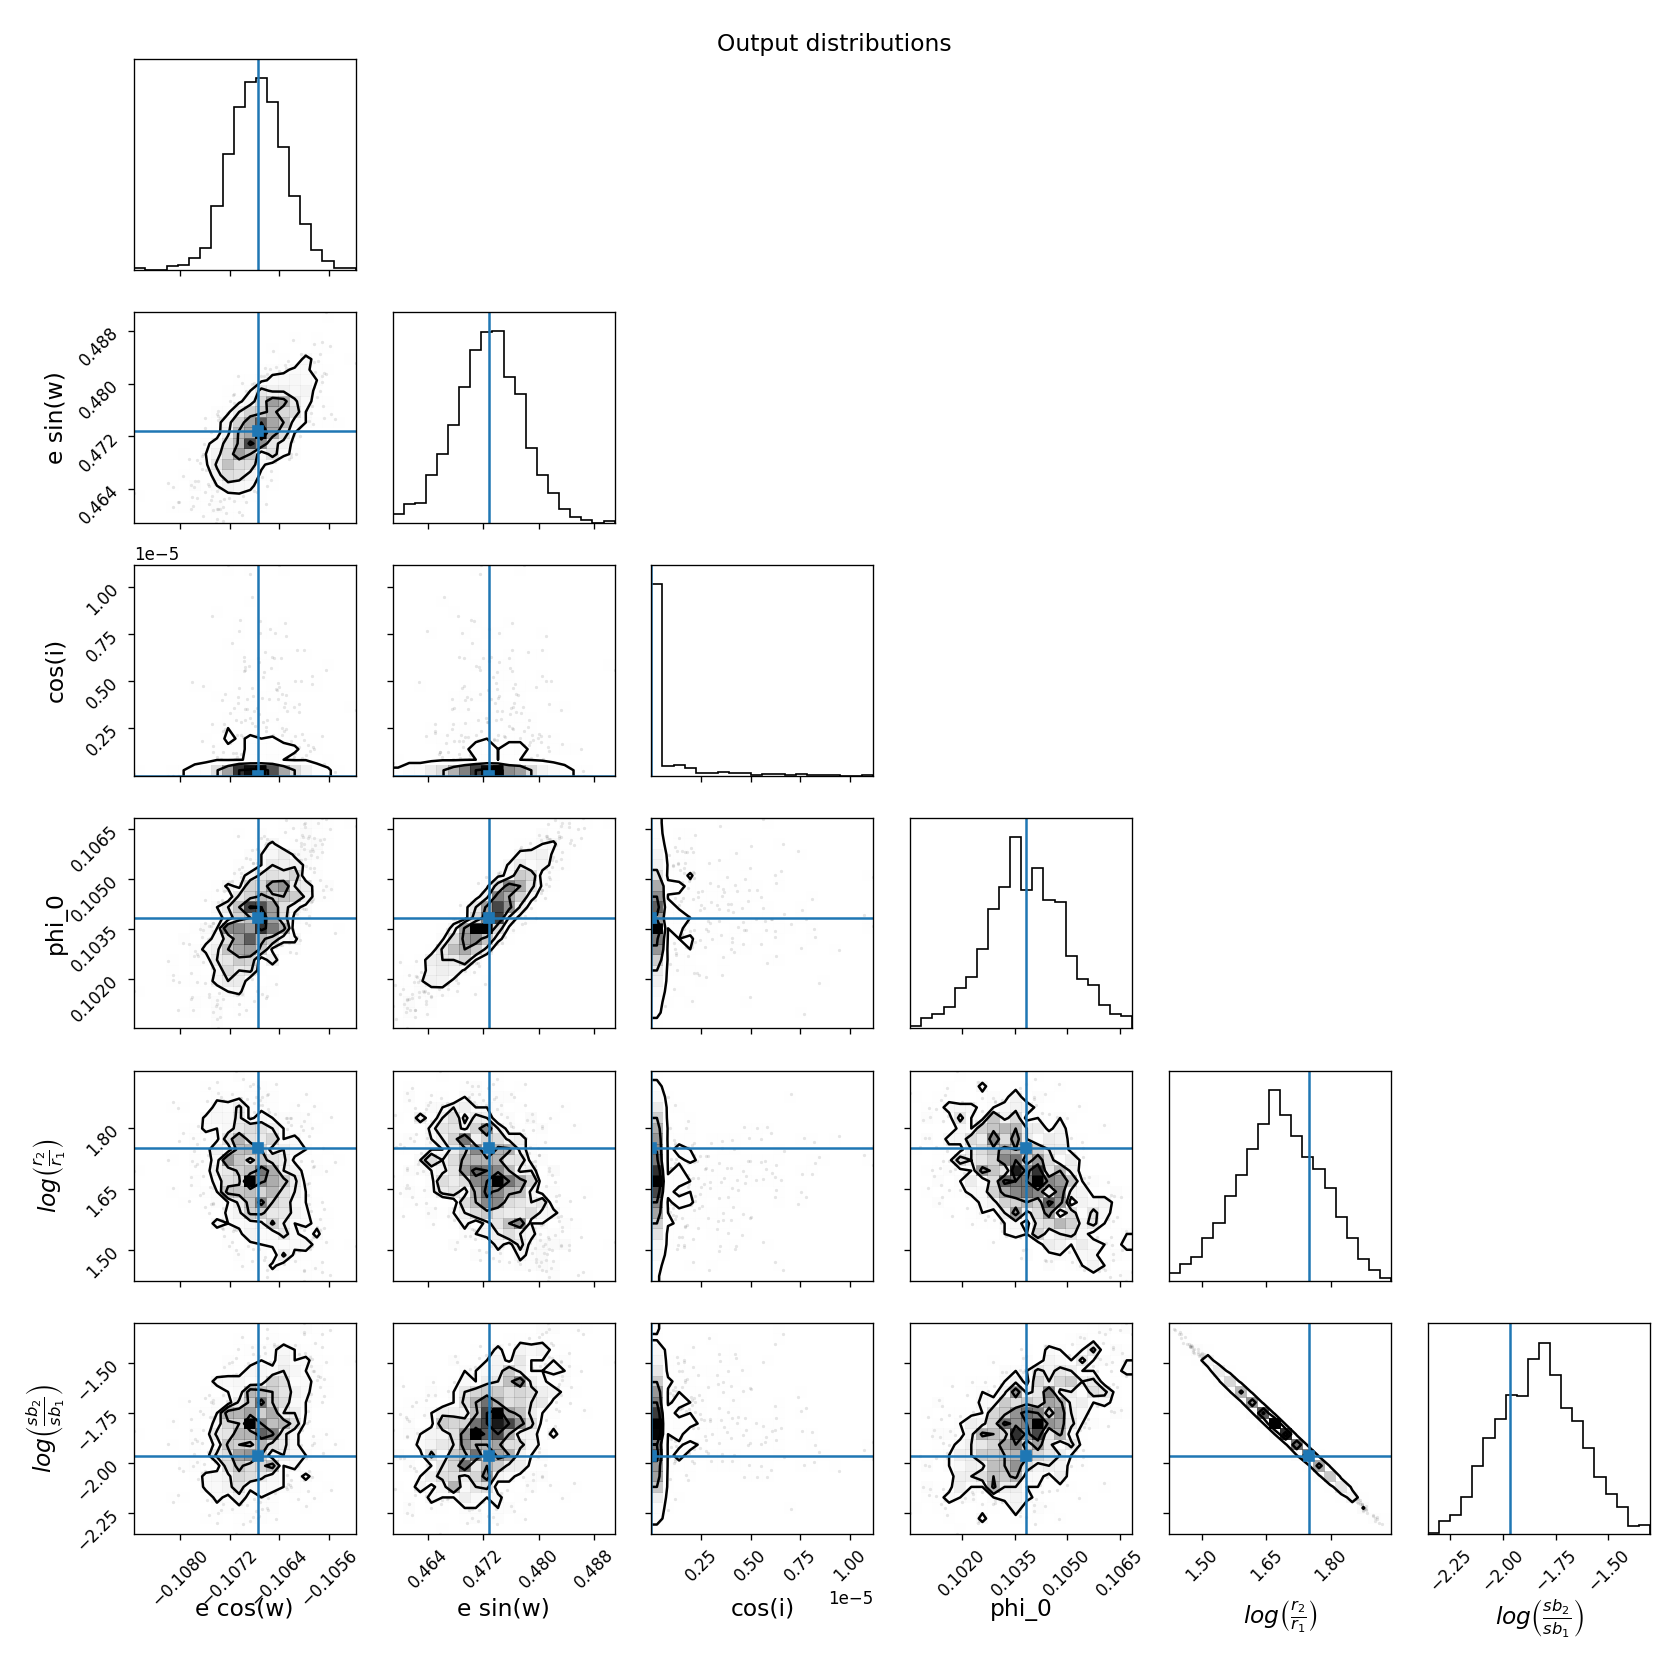 Output distributions
e sin(w)
0.488
0.480
0.472
0.464
1e−5
cos(i)
1.00
0.75
0.50
0.25
phi_0
0.1065
0.1050
0.1035
0.1020
log(r₂/r₁)
1.80
1.65
1.50
log(sb₂/sb₁)
−1.50
−1.75
−2.00
−2.25
−0.1080 −0.1072 −0.1064 −0.1056 0.464 0.472 0.480 0.488 0.25 0.50 0.75 1.00 0.1020 0.1035 0.1050 0.1065 1.50 1.65 1.80 −2.25 −2.00 −1.75 −1.50
1e−5
e cos(w) e sin(w) cos(i) phi_0 log(r₂/r₁) log(sb₂/sb₁)